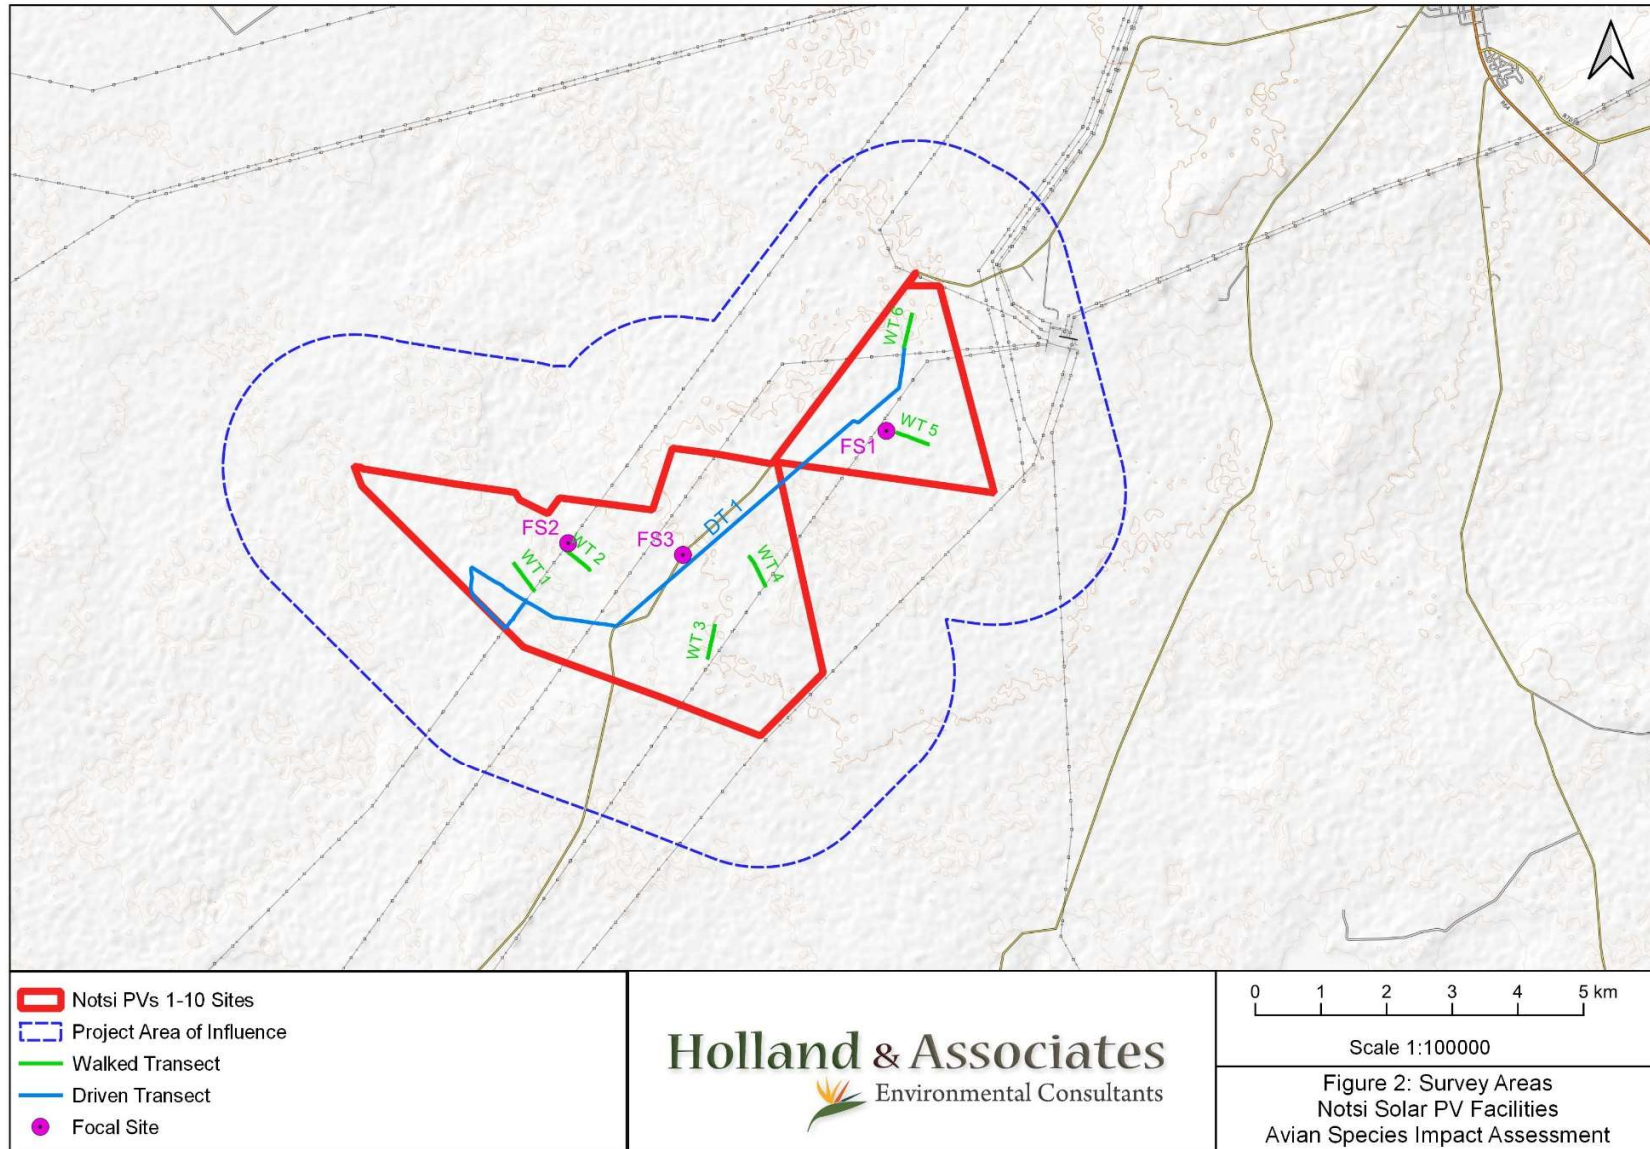 R64
WT 6
WT 5
FS1
DT 1
FS2
WT 2
FS3
WT 1
WT 4
WT 3
Notsi PVs 1-10 Sites
Project Area of Influence
Walked Transect
Driven Transect
Focal Site
Holland & Associates
Environmental Consultants
0 1 2 3 4 5 km
Scale 1:100000
Figure 2: Survey Areas
Notsi Solar PV Facilities
Avian Species Impact Assessment